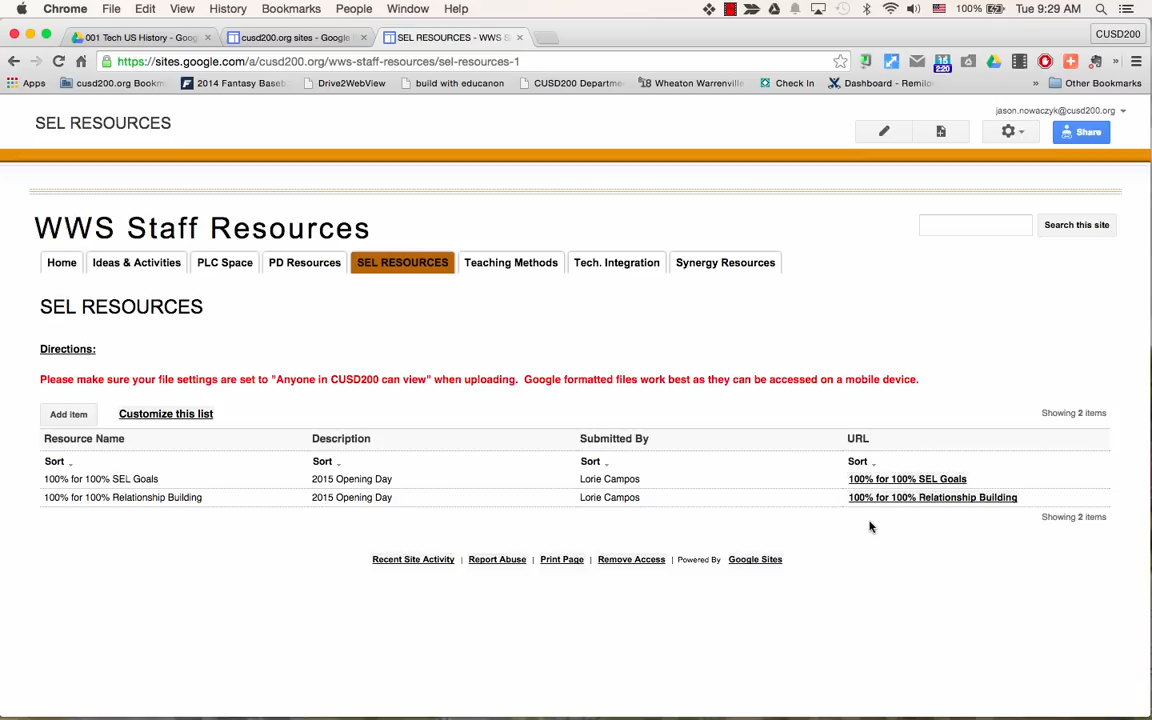 Chrome File Edit View History Bookmarks People Window Help 100% Tue 9:29 AM
001 Tech US History - Goog cusd200.org sites - Google SEL RESOURCES - WWS S CUSD200
https://sites.google.com/a/cusd200.org/wws-staff-resources/sel-resources-1
Apps cusd200.org Bookm 2014 Fantasy Baseb Drive2WebView build with educanon CUSD200 Departme Wheaton Warrenville Check In Dashboard - Remilo » Other Bookmarks
SEL RESOURCES
jason.nowaczyk@cusd200.org
Share
WWS Staff Resources
Search this site
Home Ideas & Activities PLC Space PD Resources SEL RESOURCES Teaching Methods Tech. Integration Synergy Resources
SEL RESOURCES
Directions:
Please make sure your file settings are set to "Anyone in CUSD200 can view" when uploading. Google formatted files work best as they can be accessed on a mobile device.
Add item Customize this list Showing 2 items
Resource Name Description Submitted By URL
Sort Sort Sort Sort
100% for 100% SEL Goals 2015 Opening Day Lorie Campos 100% for 100% SEL Goals
100% for 100% Relationship Building 2015 Opening Day Lorie Campos 100% for 100% Relationship Building
Showing 2 items
Recent Site Activity | Report Abuse | Print Page | Remove Access | Powered By Google Sites